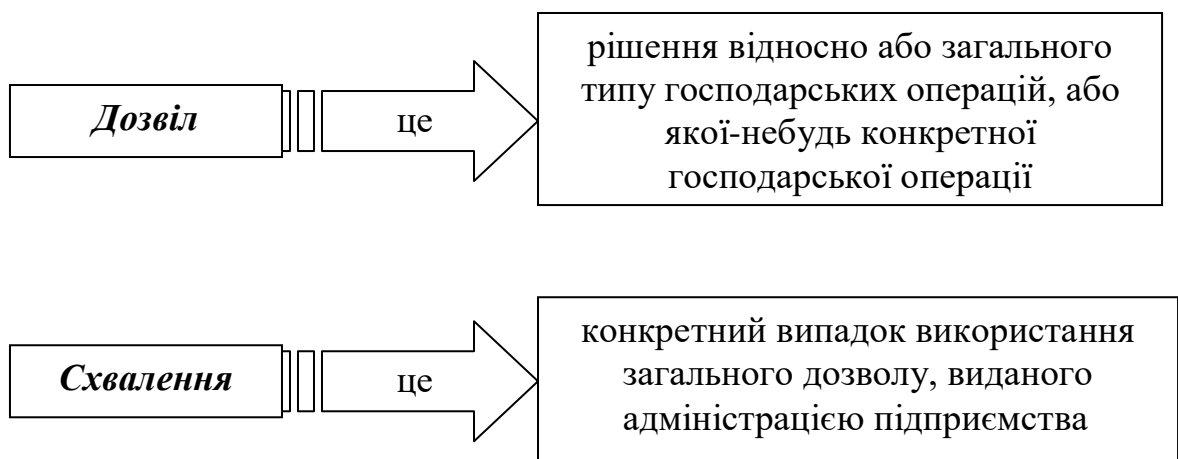 Дозвіл
це
рішення відносно або загального
типу господарських операцій, або
якої-небудь конкретної
господарської операції
Схвалення
це
конкретний випадок використання
загального дозволу, виданого
адміністрацією підприємства